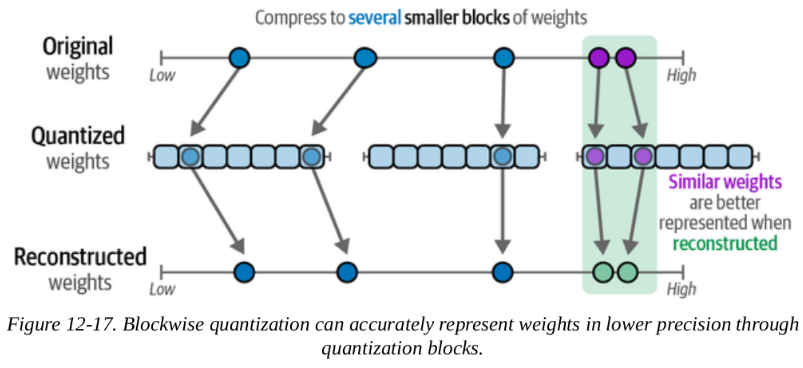 Compress to several smaller blocks of weights
Original
weights
Low
High
Quantized
weights
Similar weights
are better
represented when
reconstructed
Reconstructed
weights
Low
High
Figure 12-17. Blockwise quantization can accurately represent weights in lower precision through
quantization blocks.